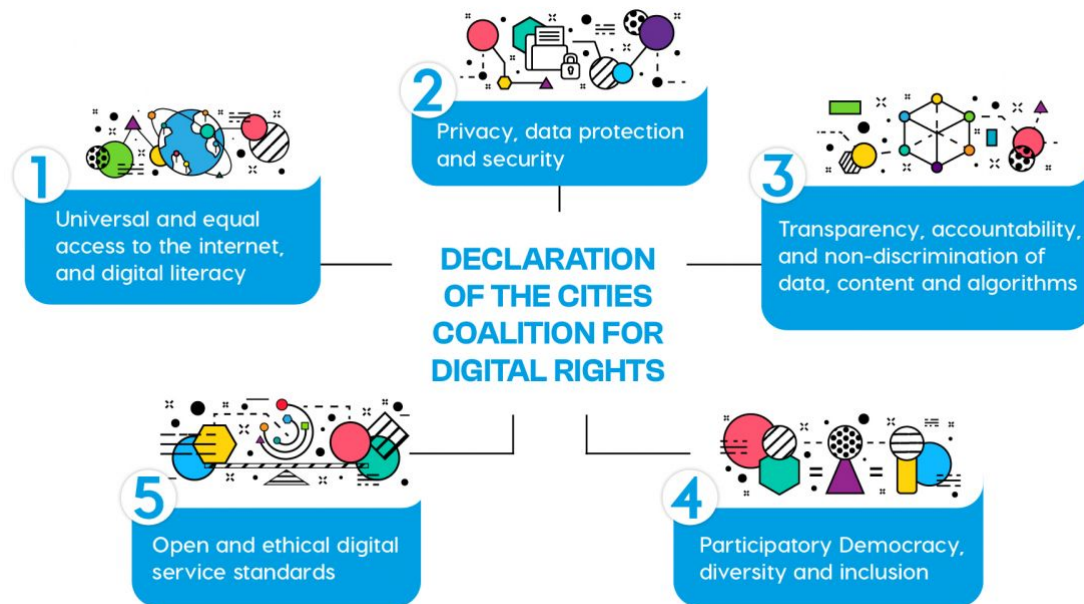 DECLARATION
OF THE CITIES
COALITION FOR
DIGITAL RIGHTS
1
Universal and equal
access to the internet,
and digital literacy
2
Privacy, data protection
and security
3
Transparency, accountability,
and non-discrimination of
data, content and algorithms
4
Participatory Democracy,
diversity and inclusion
5
Open and ethical digital
service standards